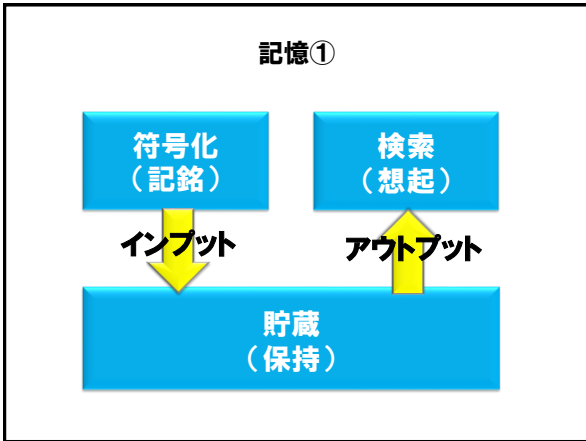 記憶①
符号化
（記銘）
検索
（想起）
インプット
アウトプット
貯蔵
（保持）